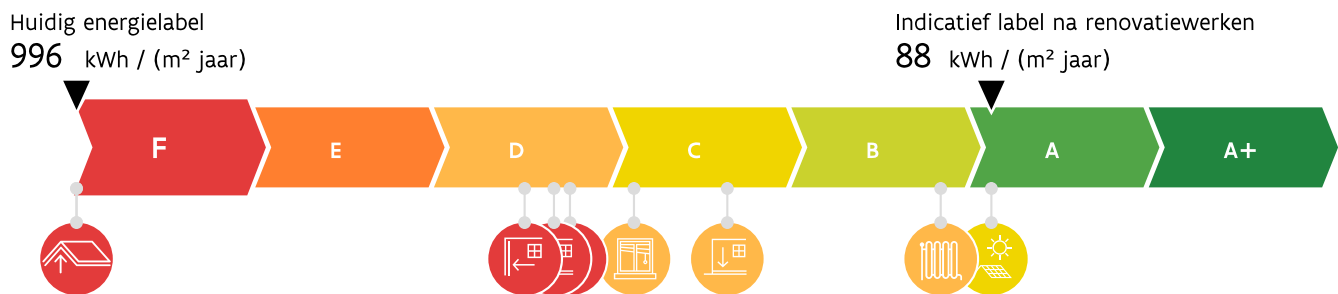 Huidig energielabel
996 kWh / (m² jaar)
Indicatief label na renovatiewerken
88 kWh / (m² jaar)
F E D C B A A+